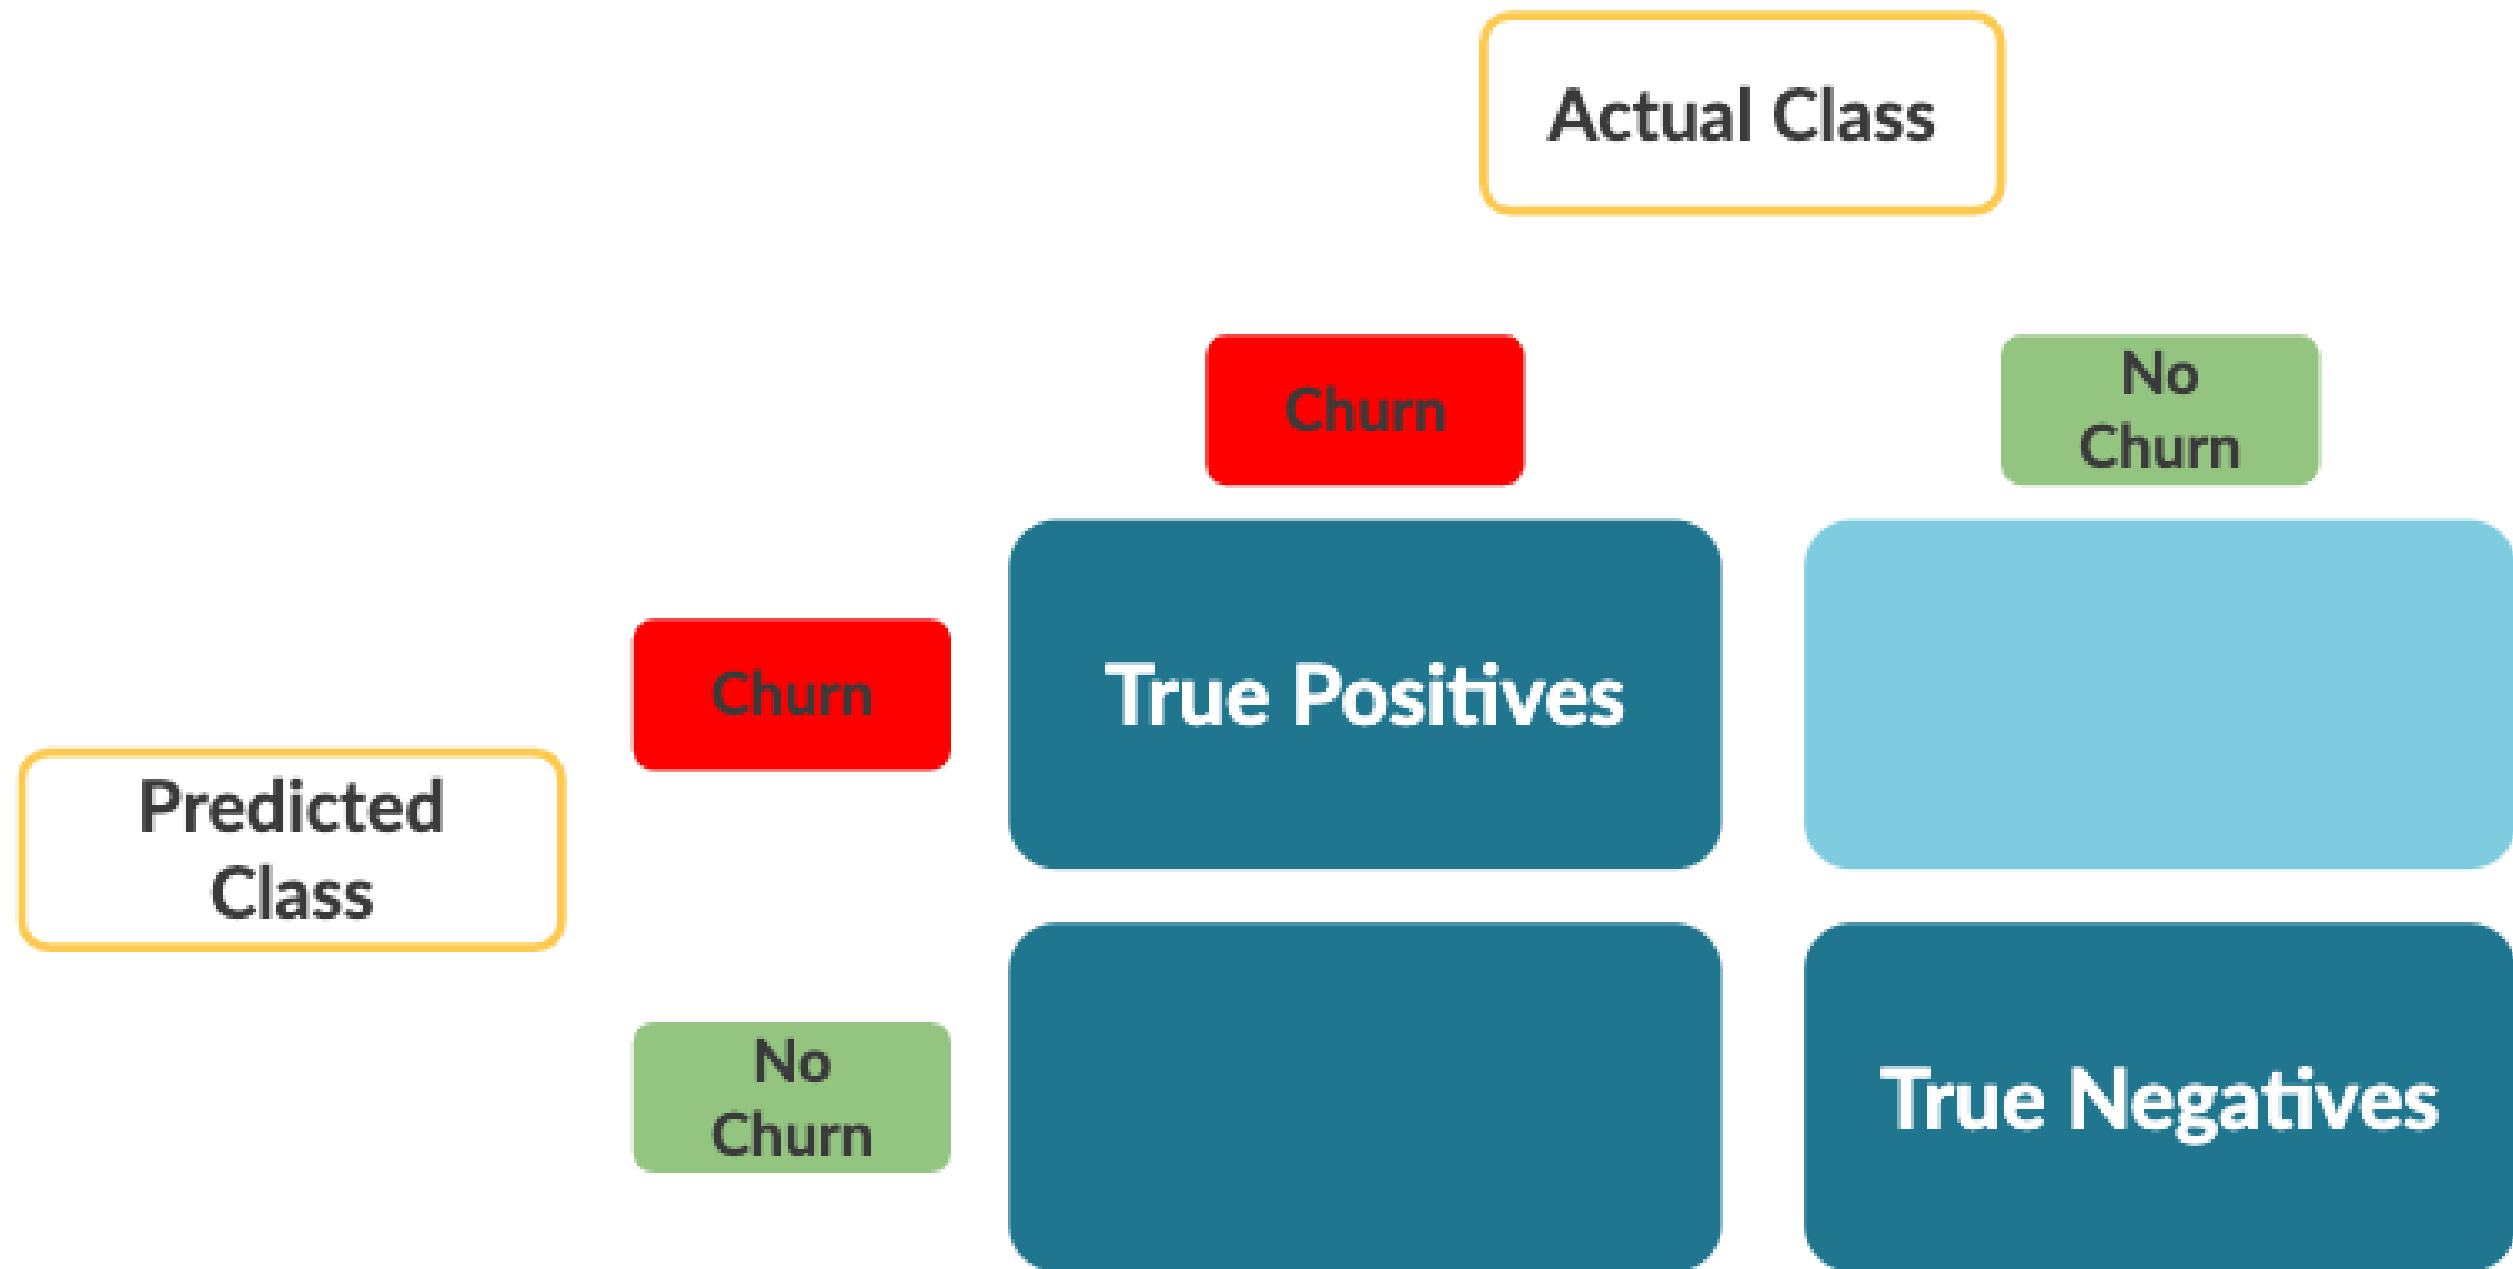 Actual Class
Churn
No
Churn
Churn
True Positives
Predicted
Class
No
Churn
True Negatives